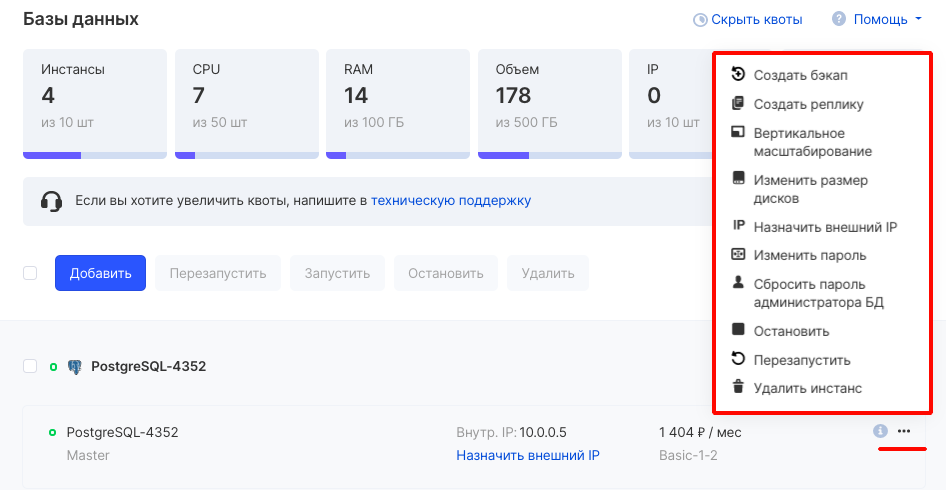 Базы данных
Скрыть квоты
Помощь
Инстансы
4
из 10 шт
CPU
7
из 50 шт
RAM
14
из 100 ГБ
Объем
178
из 500 ГБ
IP
0
из 10 шт
Если вы хотите увеличить квоты, напишите в техническую поддержку
Добавить
Перезапустить
Запустить
Остановить
Удалить
Создать бэкап
Создать реплику
Вертикальное
масштабирование
Изменить размер
дисков
IP Назначить внешний IP
Изменить пароль
Сбросить пароль
администратора БД
Остановить
Перезапустить
Удалить инстанс
PostgreSQL-4352
PostgreSQL-4352
Master
Внутр. IP: 10.0.0.5
Назначить внешний IP
1 404 ₽ / мес
Basic-1-2